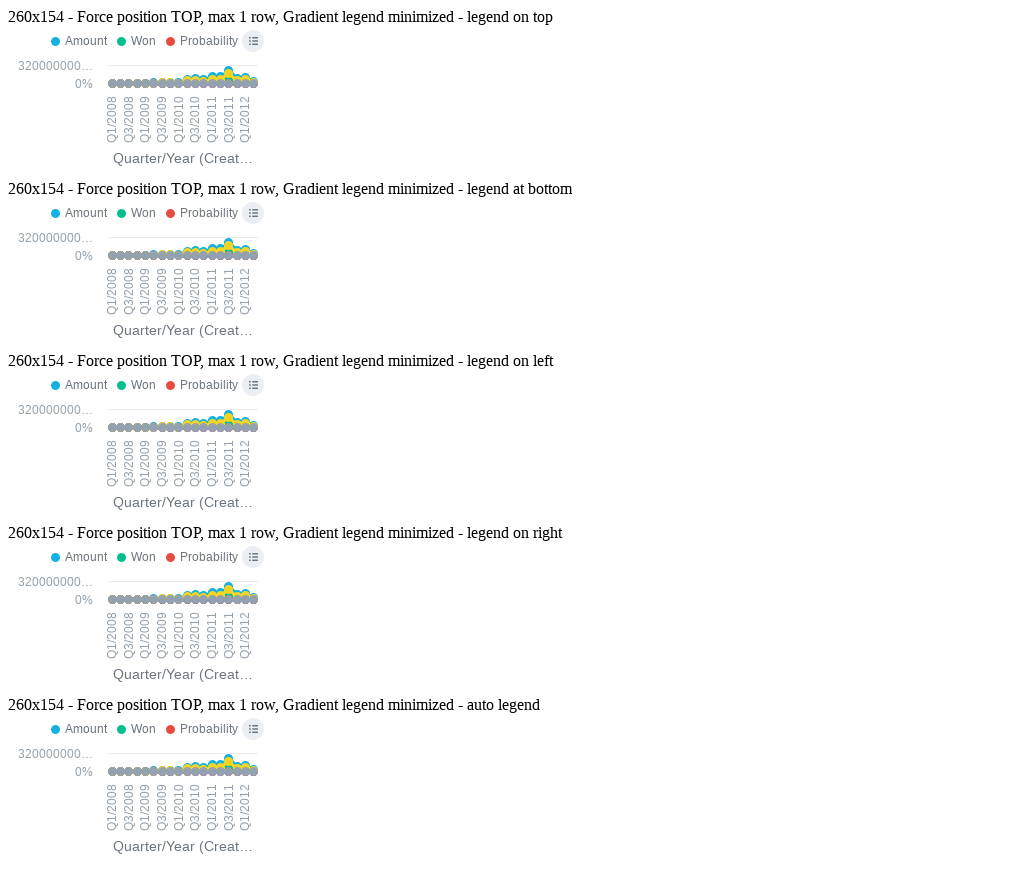 260x154 - Force position TOP, max 1 row, Gradient legend minimized - legend on top
Amount Won Probability
320000000…
0%
Q1/2008 Q3/2008 Q1/2009 Q3/2009 Q1/2010 Q3/2010 Q1/2011 Q3/2011 Q1/2012
Quarter/Year (Creat…
260x154 - Force position TOP, max 1 row, Gradient legend minimized - legend at bottom
Amount Won Probability
320000000…
0%
Q1/2008 Q3/2008 Q1/2009 Q3/2009 Q1/2010 Q3/2010 Q1/2011 Q3/2011 Q1/2012
Quarter/Year (Creat…
260x154 - Force position TOP, max 1 row, Gradient legend minimized - legend on left
Amount Won Probability
320000000…
0%
Q1/2008 Q3/2008 Q1/2009 Q3/2009 Q1/2010 Q3/2010 Q1/2011 Q3/2011 Q1/2012
Quarter/Year (Creat…
260x154 - Force position TOP, max 1 row, Gradient legend minimized - legend on right
Amount Won Probability
320000000…
0%
Q1/2008 Q3/2008 Q1/2009 Q3/2009 Q1/2010 Q3/2010 Q1/2011 Q3/2011 Q1/2012
Quarter/Year (Creat…
260x154 - Force position TOP, max 1 row, Gradient legend minimized - auto legend
Amount Won Probability
320000000…
0%
Q1/2008 Q3/2008 Q1/2009 Q3/2009 Q1/2010 Q3/2010 Q1/2011 Q3/2011 Q1/2012
Quarter/Year (Creat…